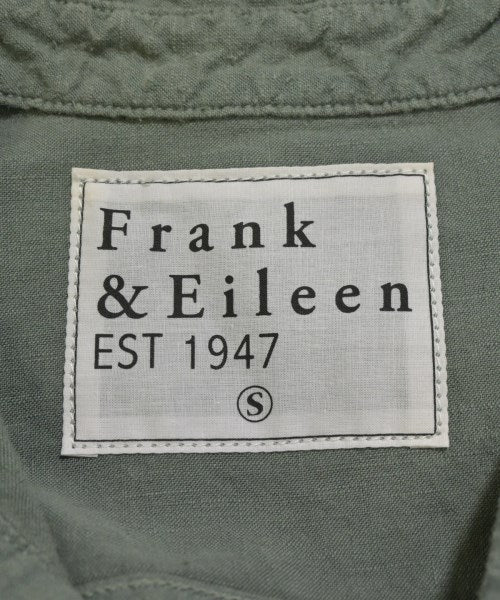 Frank
& Eileen
EST 1947
S